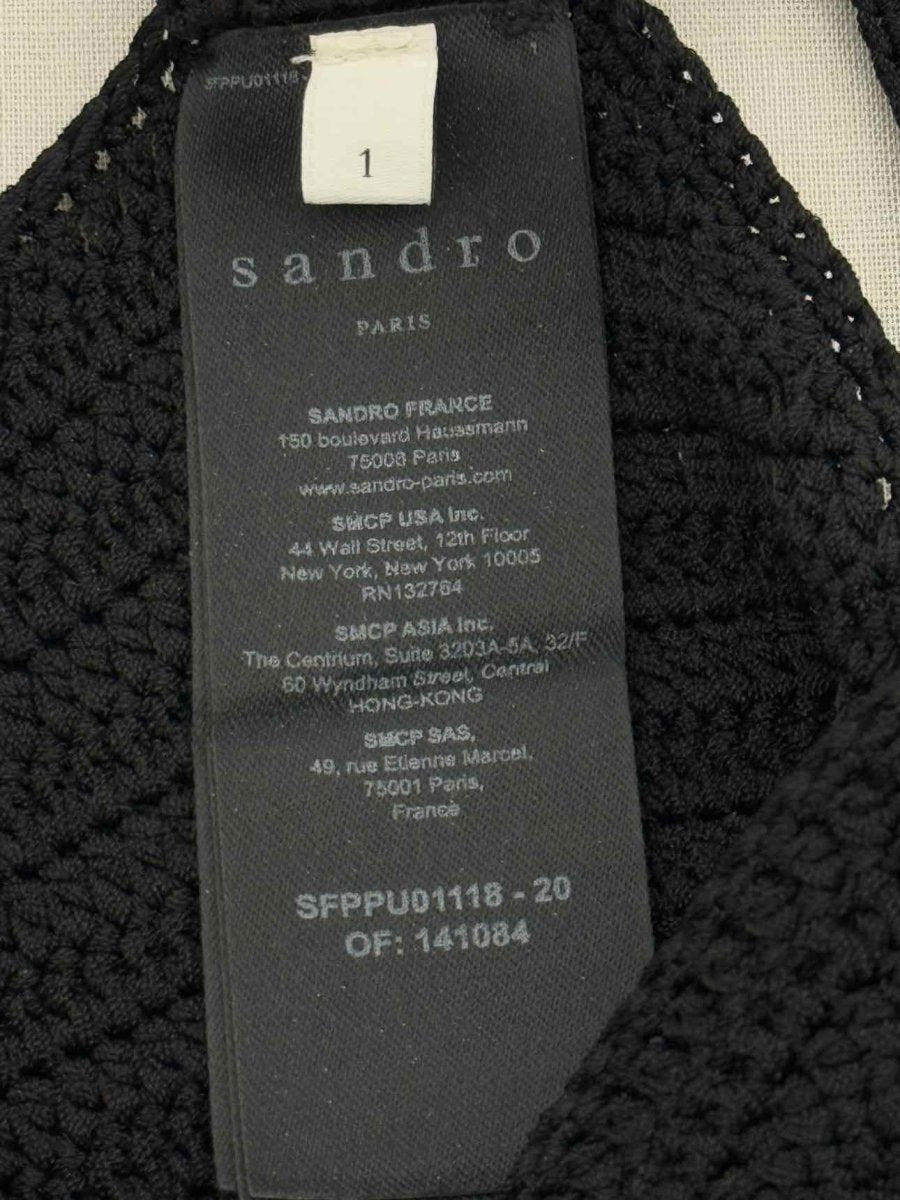 SFPPU01118
1
sandro
PARIS
SANDRO FRANCE
150 boulevard Haussmann
75008 Paris
www.sandro-paris.com
SMCP USA Inc.
44 Wall Street, 12th Floor
New York, New York 10005
RN132764
SMCP ASIA Inc.
The Centrium, Suite 3203A-5A, 32/F
60 Wyndham Street, Central
HONG-KONG
SMCP SAS,
49, rue Etienne Marcel,
75001 Paris,
France
SFPPU01118 - 20
OF: 141084